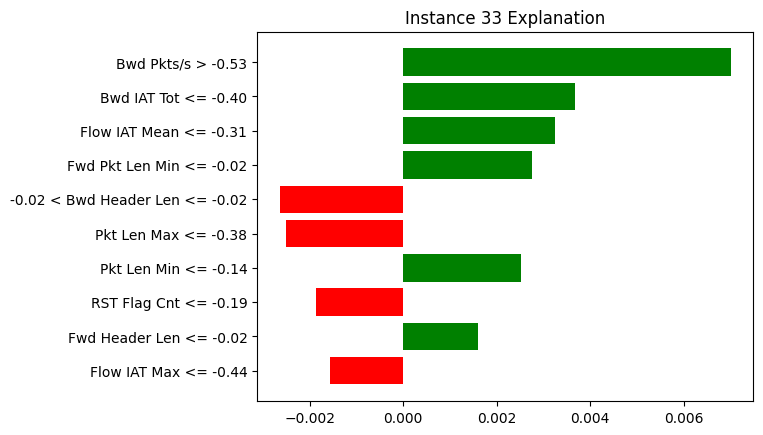 Instance 33 Explanation
Bwd Pkts/s > -0.53
Bwd IAT Tot <= -0.40
Flow IAT Mean <= -0.31
Fwd Pkt Len Min <= -0.02
-0.02 < Bwd Header Len <= -0.02
Pkt Len Max <= -0.38
Pkt Len Min <= -0.14
RST Flag Cnt <= -0.19
Fwd Header Len <= -0.02
Flow IAT Max <= -0.44
−0.002 0.000 0.002 0.004 0.006